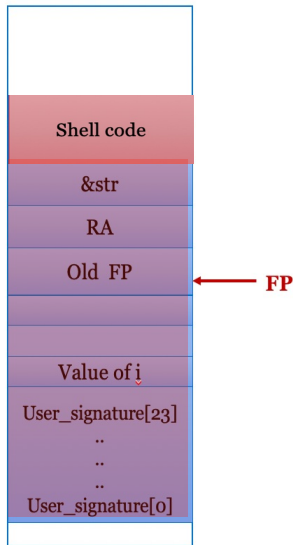 Shell code
&str
RA
Old FP
FP
Value of i
User_signature[23]
..
..
..
User_signature[0]